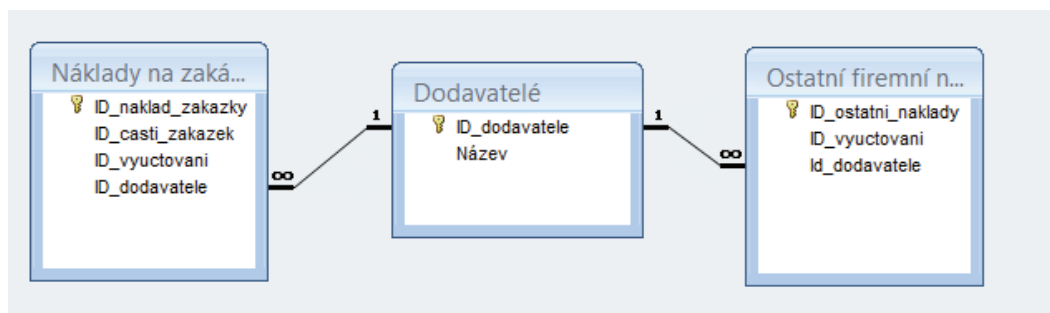 Náklady na zaká...
ID_naklad_zakazky
ID_casti_zakazek
ID_vyuctovani
ID_dodavatele
∞
1
Dodavatelé
ID_dodavatele
Název
1
∞
Ostatní firemní n...
ID_ostatni_naklady
ID_vyuctovani
Id_dodavatele